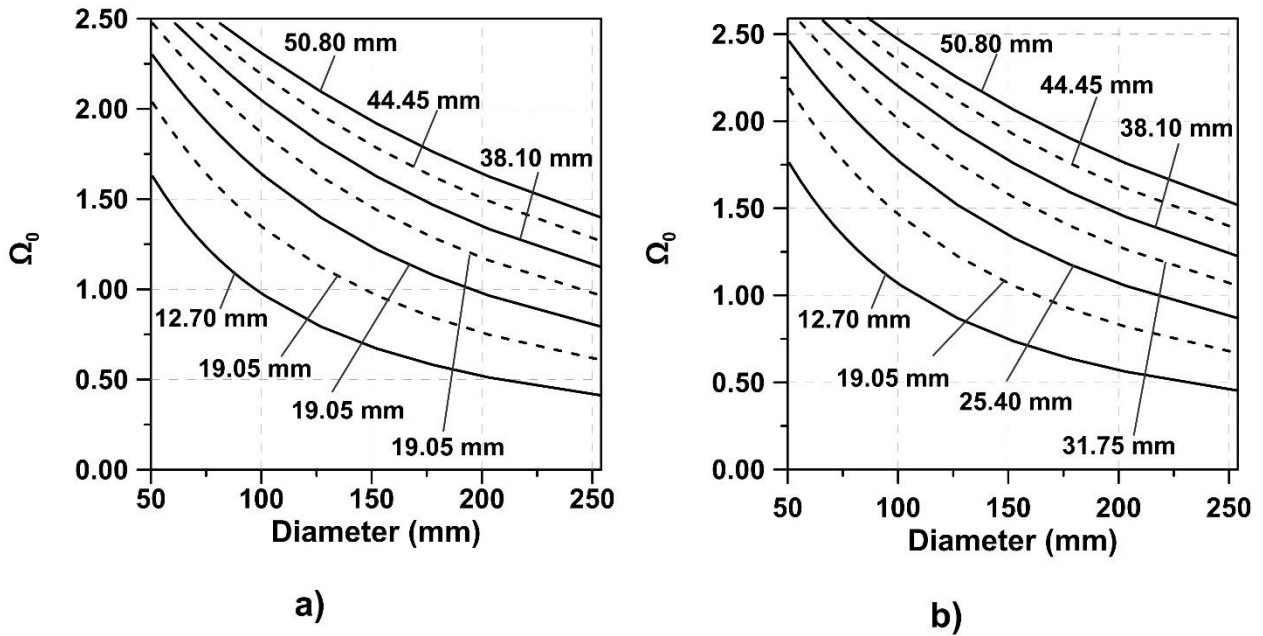 2.50
2.00
1.50
1.00
0.50
0.00
Ω₀
50.80 mm
44.45 mm
38.10 mm
12.70 mm
19.05 mm
19.05 mm
19.05 mm
50 100 150 200 250
Diameter (mm)
a)
2.50
2.00
1.50
1.00
0.50
0.00
Ω₀
50.80 mm
44.45 mm
38.10 mm
12.70 mm
19.05 mm
25.40 mm
31.75 mm
50 100 150 200 250
Diameter (mm)
b)